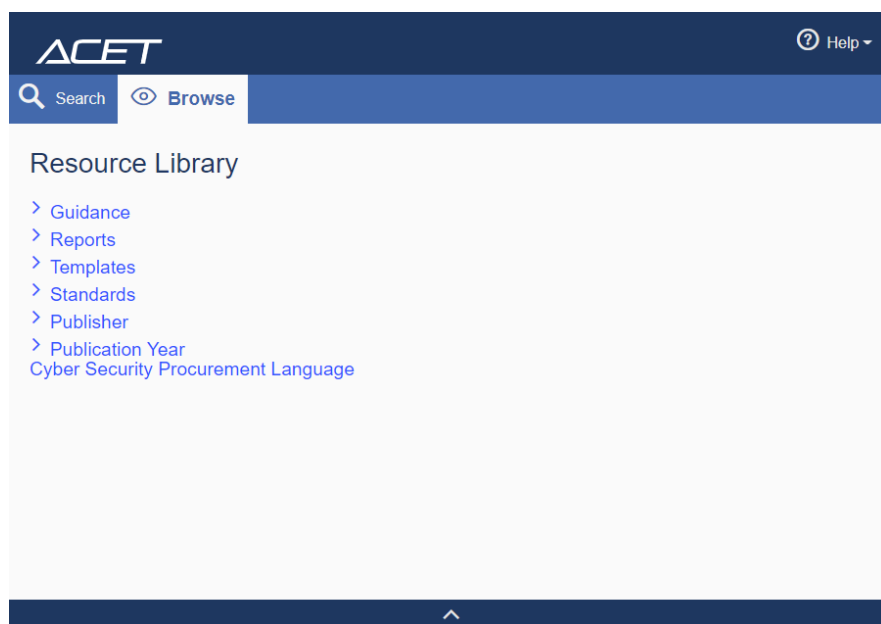 ACET
Help
Search
Browse
Resource Library
Guidance
Reports
Templates
Standards
Publisher
Publication Year
Cyber Security Procurement Language